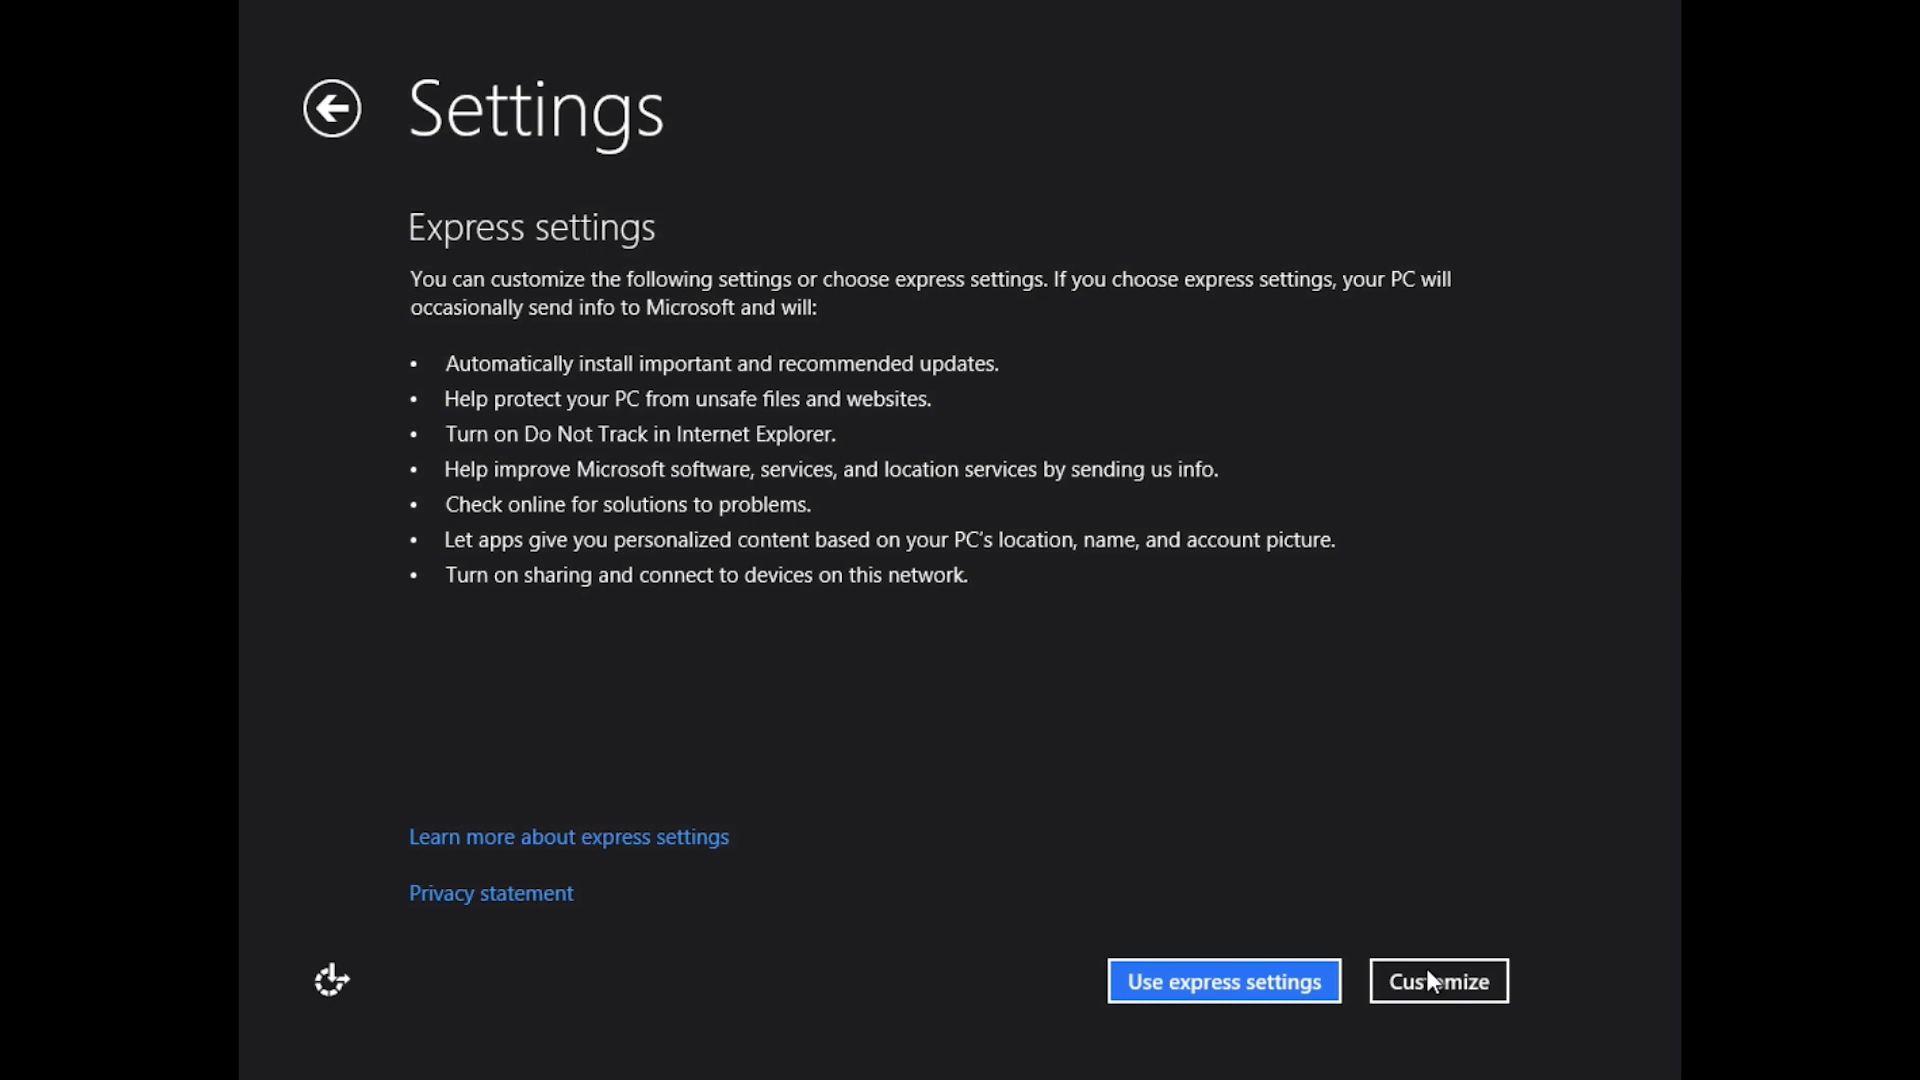 Settings
Express settings
You can customize the following settings or choose express settings. If you choose express settings, your PC will
occasionally send info to Microsoft and will:
• Automatically install important and recommended updates.
• Help protect your PC from unsafe files and websites.
• Turn on Do Not Track in Internet Explorer.
• Help improve Microsoft software, services, and location services by sending us info.
• Check online for solutions to problems.
• Let apps give you personalized content based on your PC's location, name, and account picture.
• Turn on sharing and connect to devices on this network.
Learn more about express settings
Privacy statement
Use express settings
Customize